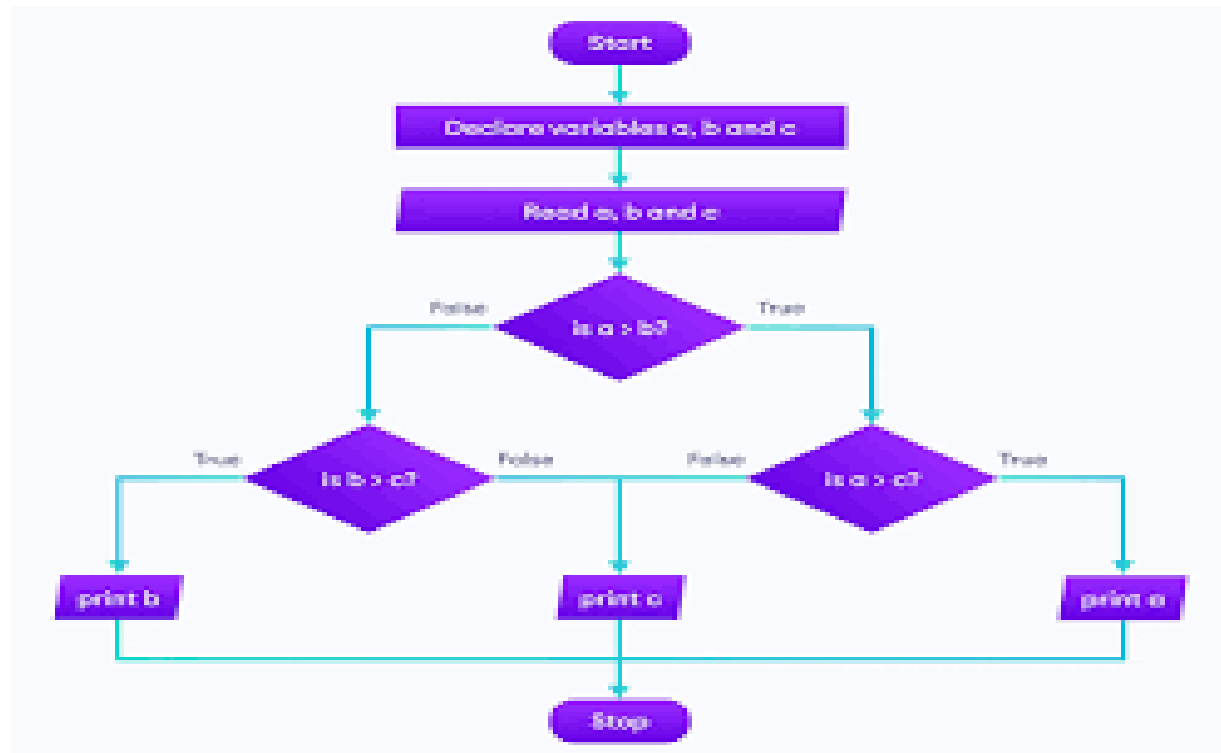 Start
Declare variables a, b and c
Read a, b and c
is a > b?
False
True
is b > c?
True
False
is a > c?
False
True
print b
print c
print a
Stop